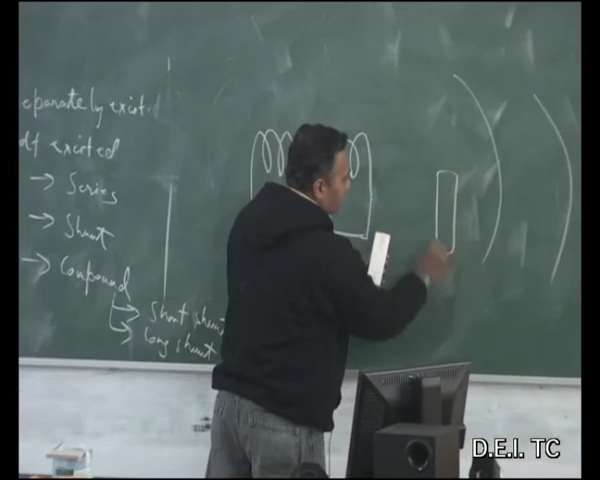 eparately excited
elf excited
→ Series
→ Shunt
→ Compound
→ Short shunt
→ long shunt
D.E.I. TC